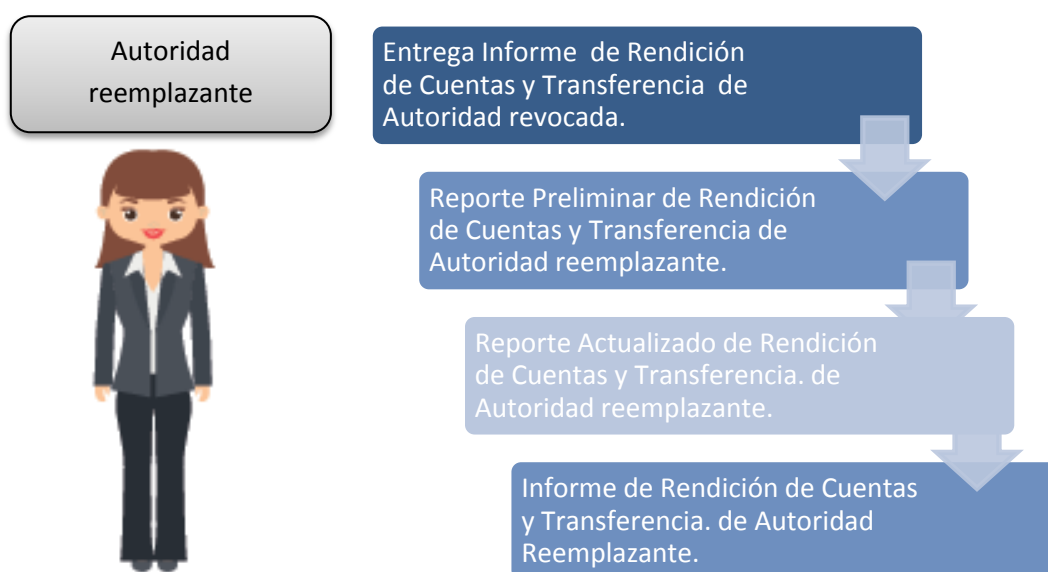 Autoridad
reemplazante
Entrega Informe de Rendición
de Cuentas y Transferencia de
Autoridad revocada.
Reporte Preliminar de Rendición
de Cuentas y Transferencia de
Autoridad reemplazante.
Reporte Actualizado de Rendición
de Cuentas y Transferencia. de
Autoridad reemplazante.
Informe de Rendición de Cuentas
y Transferencia. de Autoridad
Reemplazante.